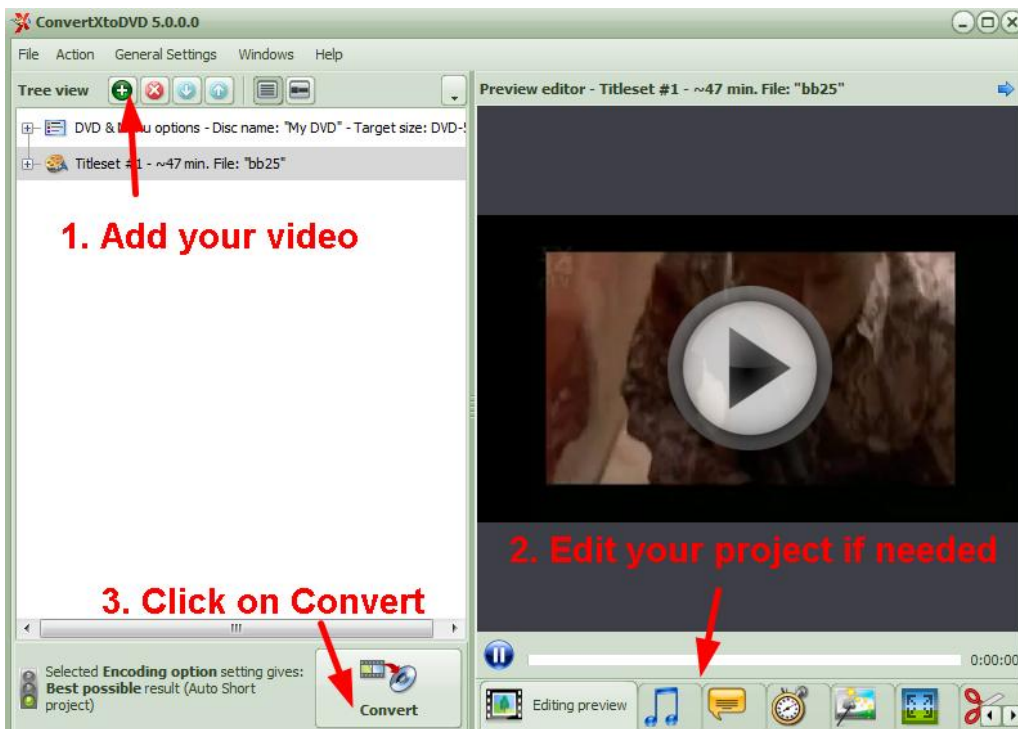 ConvertXtoDVD 5.0.0.0
File Action General Settings Windows Help
Tree view
DVD & Menu options - Disc name: "My DVD" - Target size: DVD-5
Titleset #1 - ~47 min. File: "bb25"
1. Add your video
3. Click on Convert
Selected Encoding option setting gives:
Best possible result (Auto Short
project)
Convert
Preview editor - Titleset #1 - ~47 min. File: "bb25"
2. Edit your project if needed
0:00:00
Editing preview